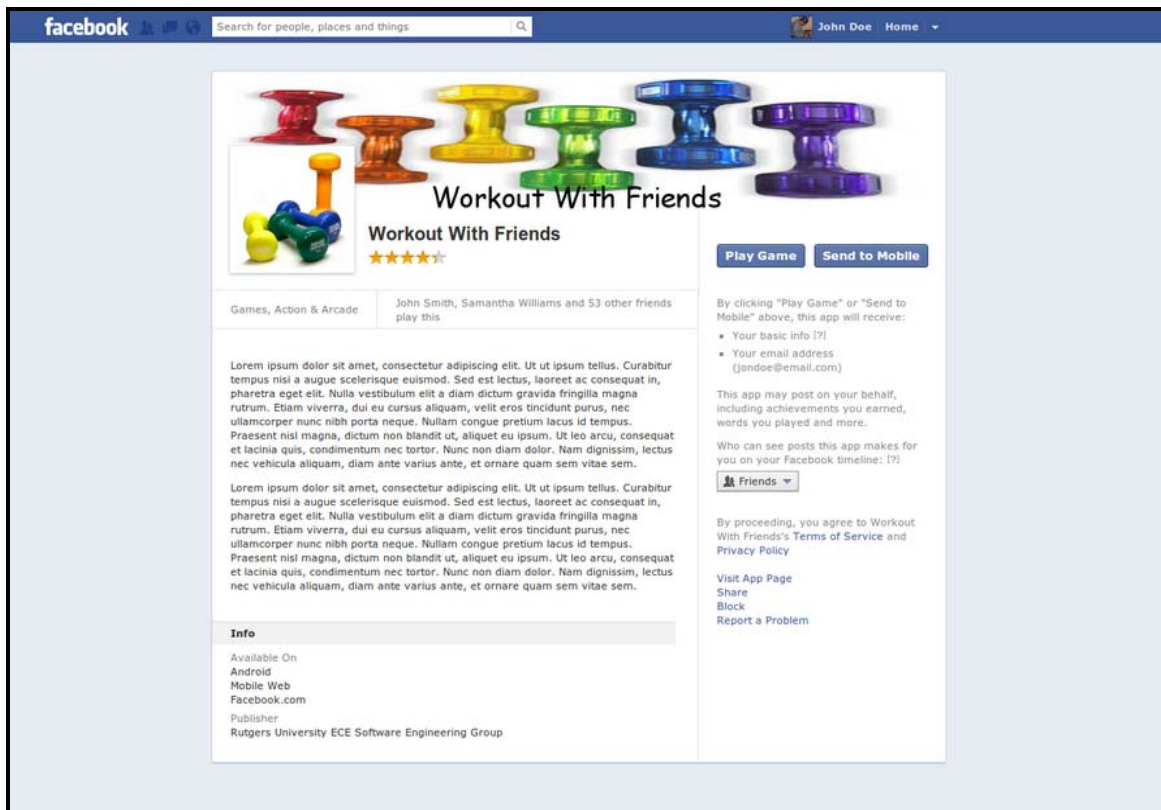 facebook
Search for people, places and things
John Doe Home
Workout With Friends
Workout With Friends
Play Game Send to Mobile
Games, Action & Arcade
John Smith, Samantha Williams and 53 other friends
play this
Lorem ipsum dolor sit amet, consectetur adipiscing elit. Ut ut ipsum tellus. Curabitur
tempus nisi a augue scelerisque euismod. Sed est lectus, laoreet ac consequat in,
pharetra eget elit. Nulla vestibulum elit a diam dictum gravida fringilla magna
rutrum. Etiam viverra, dui eu cursus aliquam, velit eros tincidunt purus, nec
ullamcorper nunc nibh porta neque. Nullam congue pretium lacus id tempus.
Praesent nisl magna, dictum non blandit ut, aliquet eu ipsum. Ut leo arcu, consequat
et lacinia quis, condimentum nec tortor. Nunc non diam dolor. Nam dignissim, lectus
nec vehicula aliquam, diam ante varius ante, et ornare quam sem vitae sem.
Lorem ipsum dolor sit amet, consectetur adipiscing elit. Ut ut ipsum tellus. Curabitur
tempus nisi a augue scelerisque euismod. Sed est lectus, laoreet ac consequat in,
pharetra eget elit. Nulla vestibulum elit a diam dictum gravida fringilla magna
rutrum. Etiam viverra, dui eu cursus aliquam, velit eros tincidunt purus, nec
ullamcorper nunc nibh porta neque. Nullam congue pretium lacus id tempus.
Praesent nisl magna, dictum non blandit ut, aliquet eu ipsum. Ut leo arcu, consequat
et lacinia quis, condimentum nec tortor. Nunc non diam dolor. Nam dignissim, lectus
nec vehicula aliquam, diam ante varius ante, et ornare quam sem vitae sem.
Info
Available On
Android
Mobile Web
Facebook.com
Publisher
Rutgers University ECE Software Engineering Group
By clicking "Play Game" or "Send to
Mobile" above, this app will receive:
Your basic info [?]
Your email address
(jondoe@email.com)
This app may post on your behalf,
including achievements you earned,
words you played and more.
Who can see posts this app makes for
you on your Facebook timeline: [?]
Friends
By proceeding, you agree to Workout
With Friends's Terms of Service and
Privacy Policy
Visit App Page
Share
Block
Report a Problem